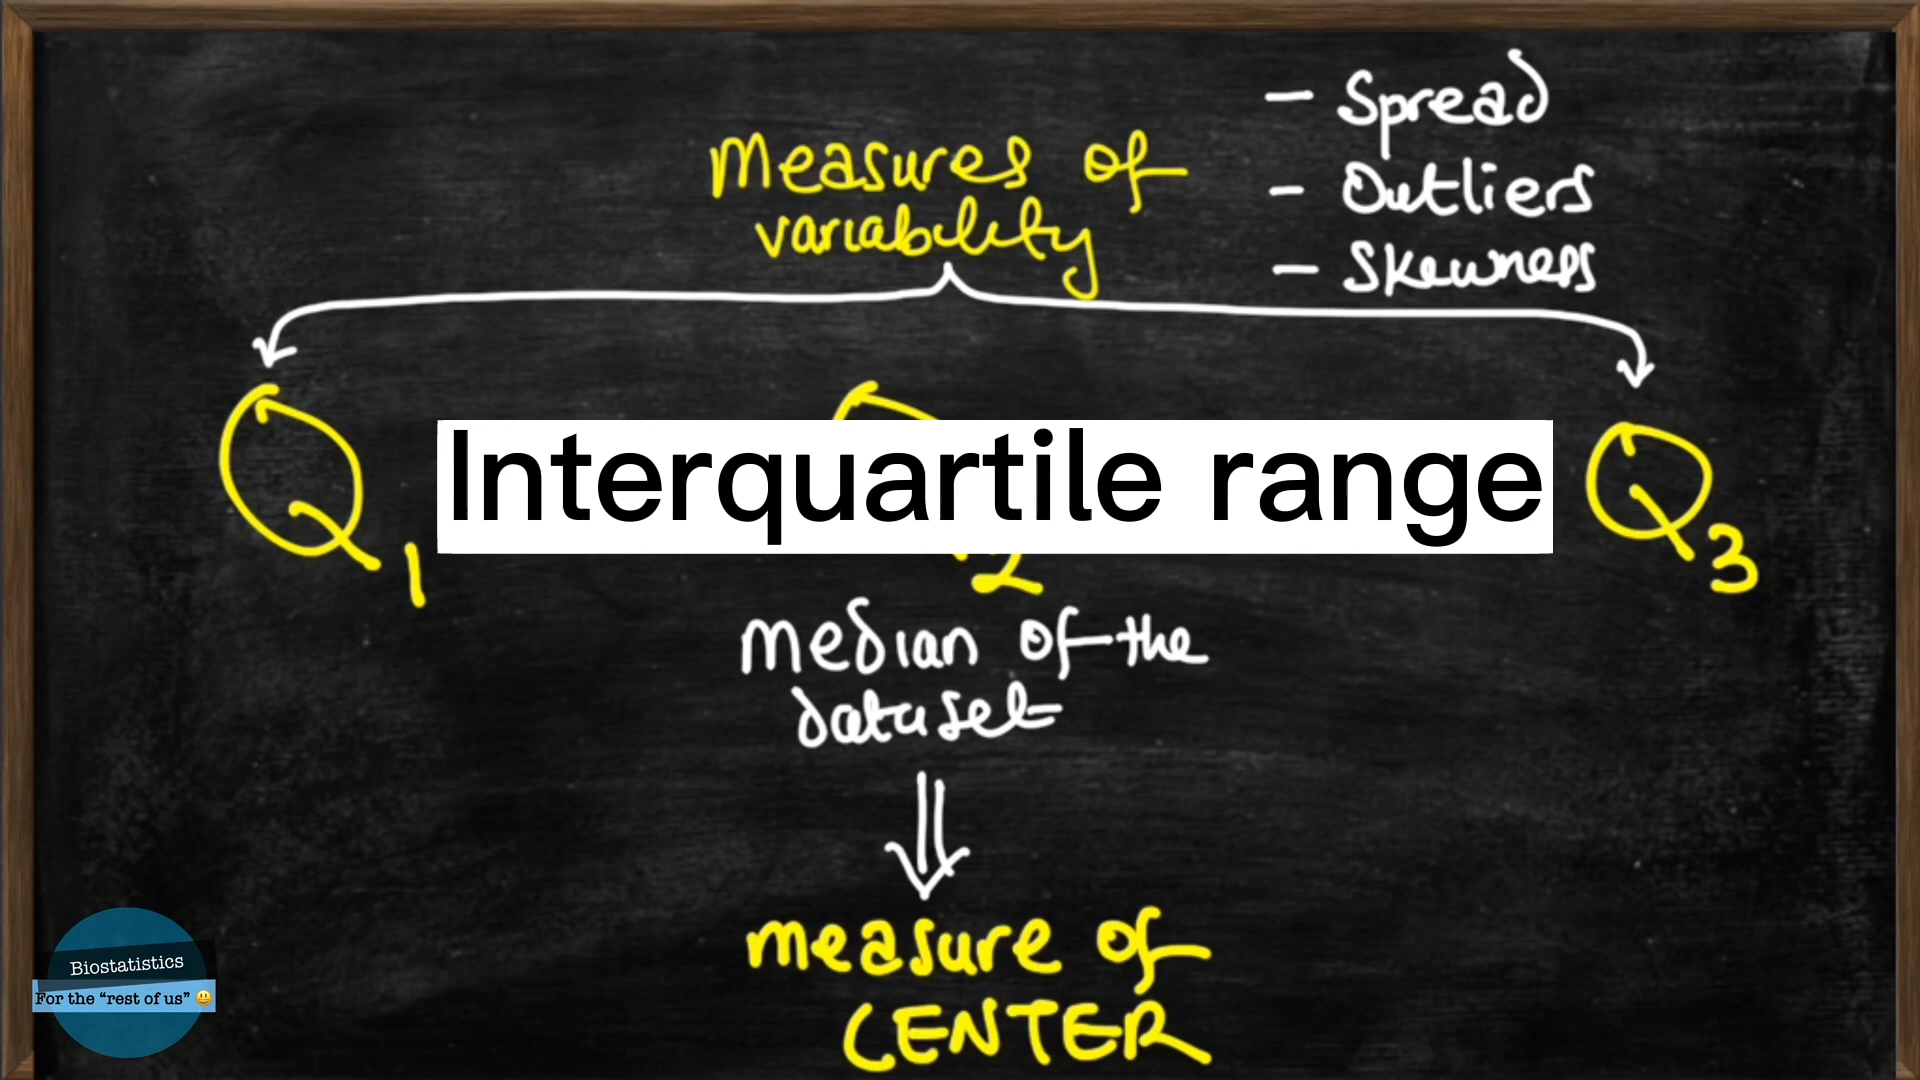 Measures of
variability
- Spread
- Outliers
- Skewness
Q1
Interquartile range
2
Q3
median of the
dataset
measure of
CENTER
Biostatistics
For the “rest of us” 😃